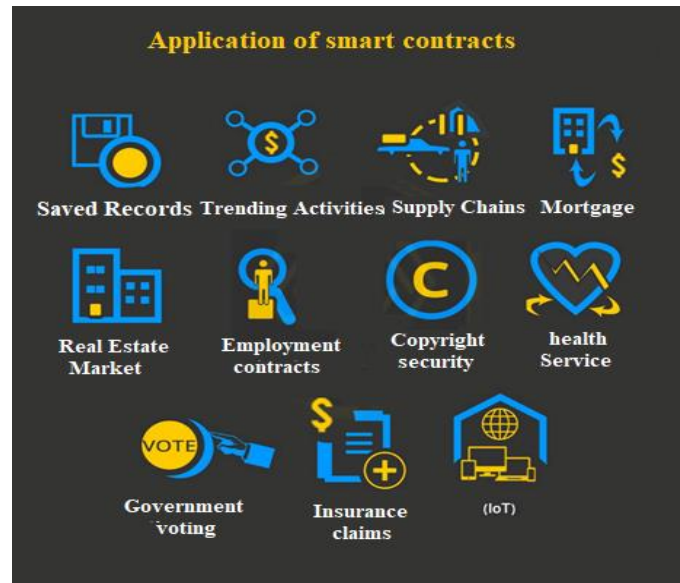 Application of smart contracts
$
$
Saved Records Trending Activities Supply Chains Mortgage
C
Real Estate
Market
Employment
contracts
Copyright
security
health
Service
VOTE
$
Government
voting
Insurance
claims
(IoT)